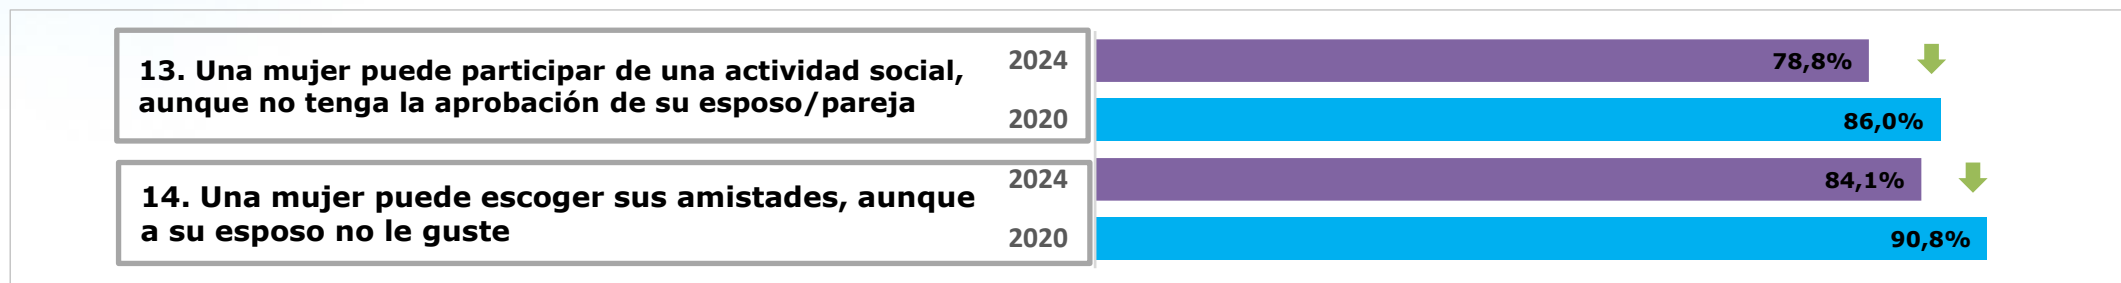 13. Una mujer puede participar de una actividad social,
aunque no tenga la aprobación de su esposo/pareja
2024
78,8%
2020
86,0%
14. Una mujer puede escoger sus amistades, aunque
a su esposo no le guste
2024
84,1%
2020
90,8%